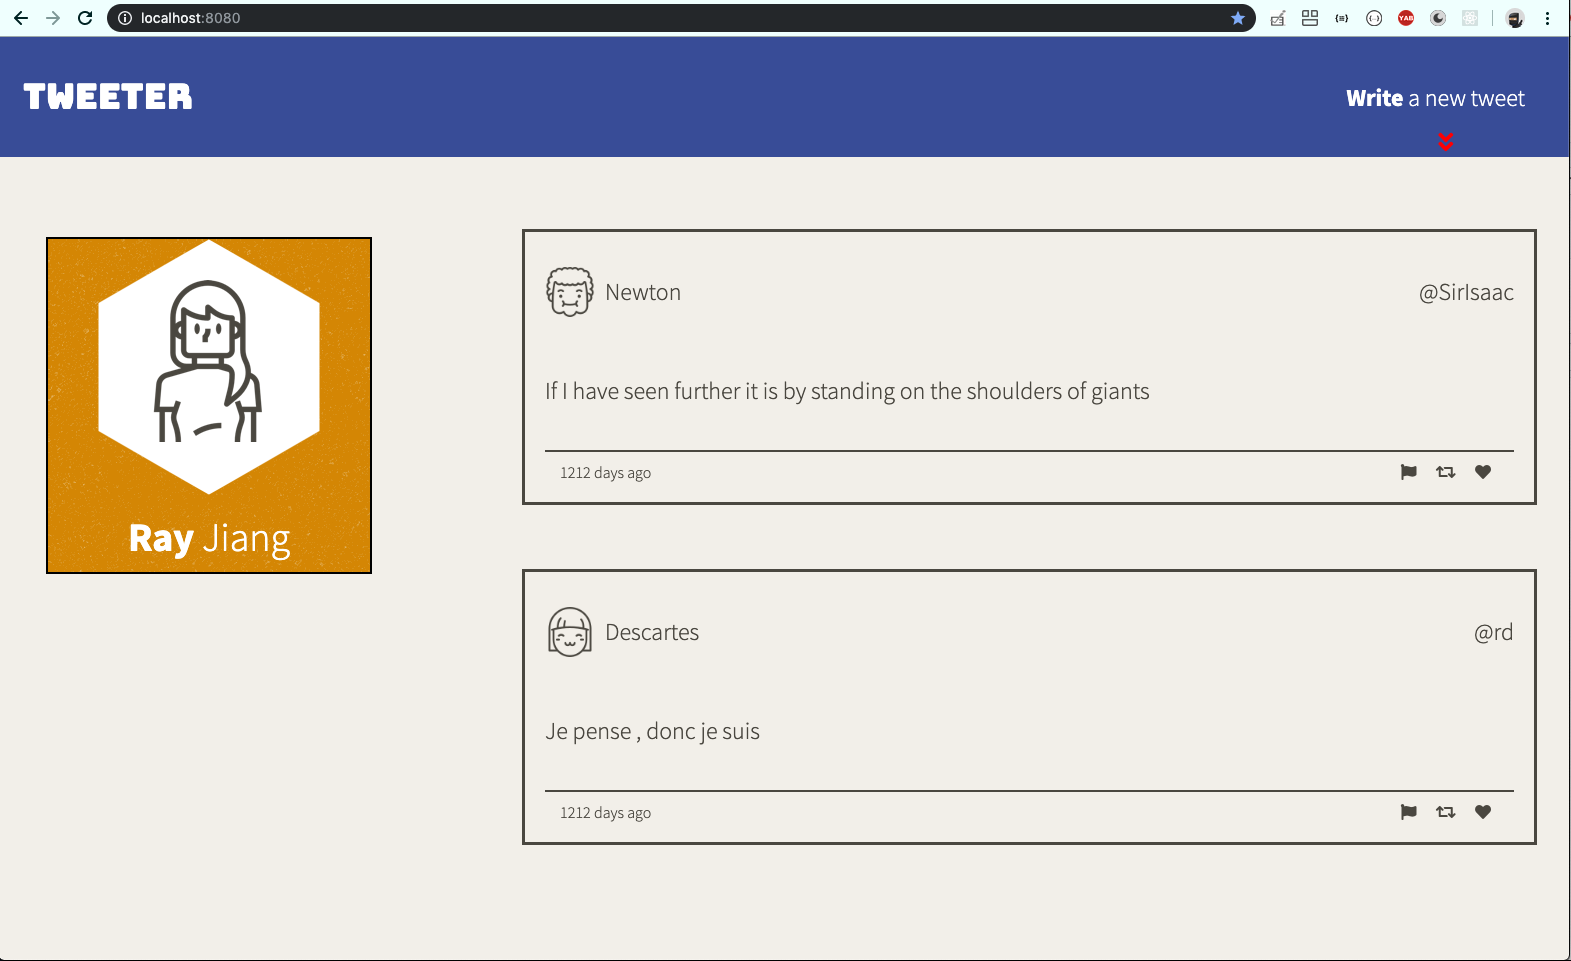 localhost:8080
YAB
TWEETER
Write a new tweet
Ray Jiang
Newton
@SirIsaac
If I have seen further it is by standing on the shoulders of giants
1212 days ago
Descartes
@rd
Je pense , donc je suis
1212 days ago